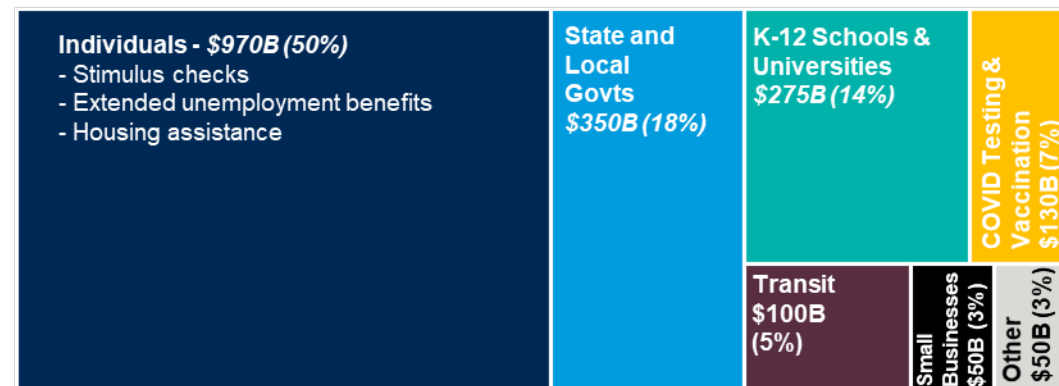 Individuals - $970B (50%)
- Stimulus checks
- Extended unemployment benefits
- Housing assistance
State and
Local
Govts
$350B (18%)
K-12 Schools &
Universities
$275B (14%)
COVID Testing &
Vaccination
$130B (7%)
Transit
$100B
(5%)
Small
Businesses
$50B (3%)
Other
$50B (3%)